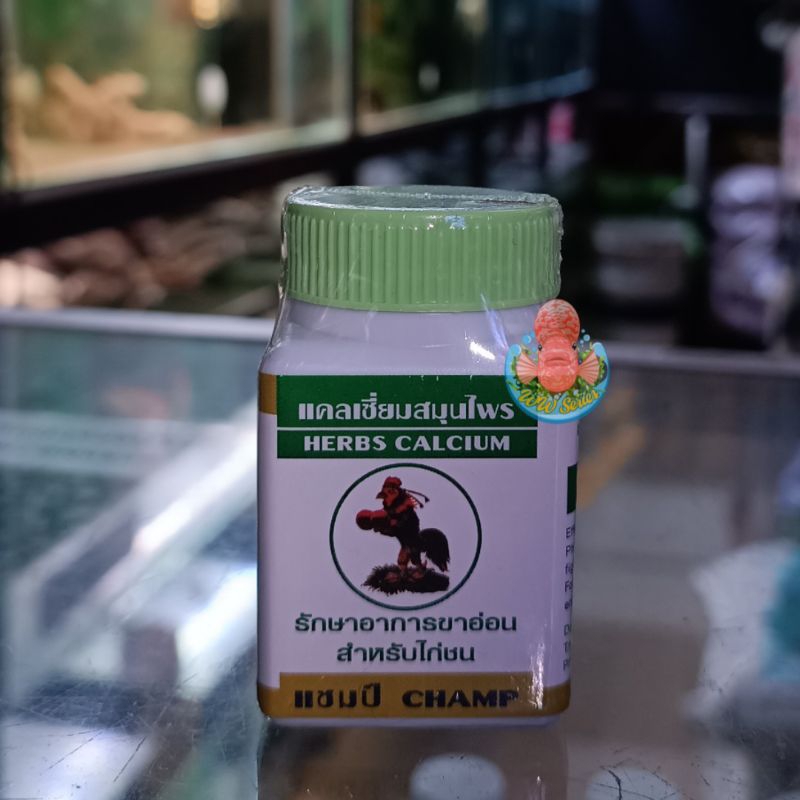 แคลเซี่ยมสมุนไพร
HERBS CALCIUM
รักษาอาการขาอ่อน
สำหรับไก่ชน
แชมป์ CHAMP
WW Series